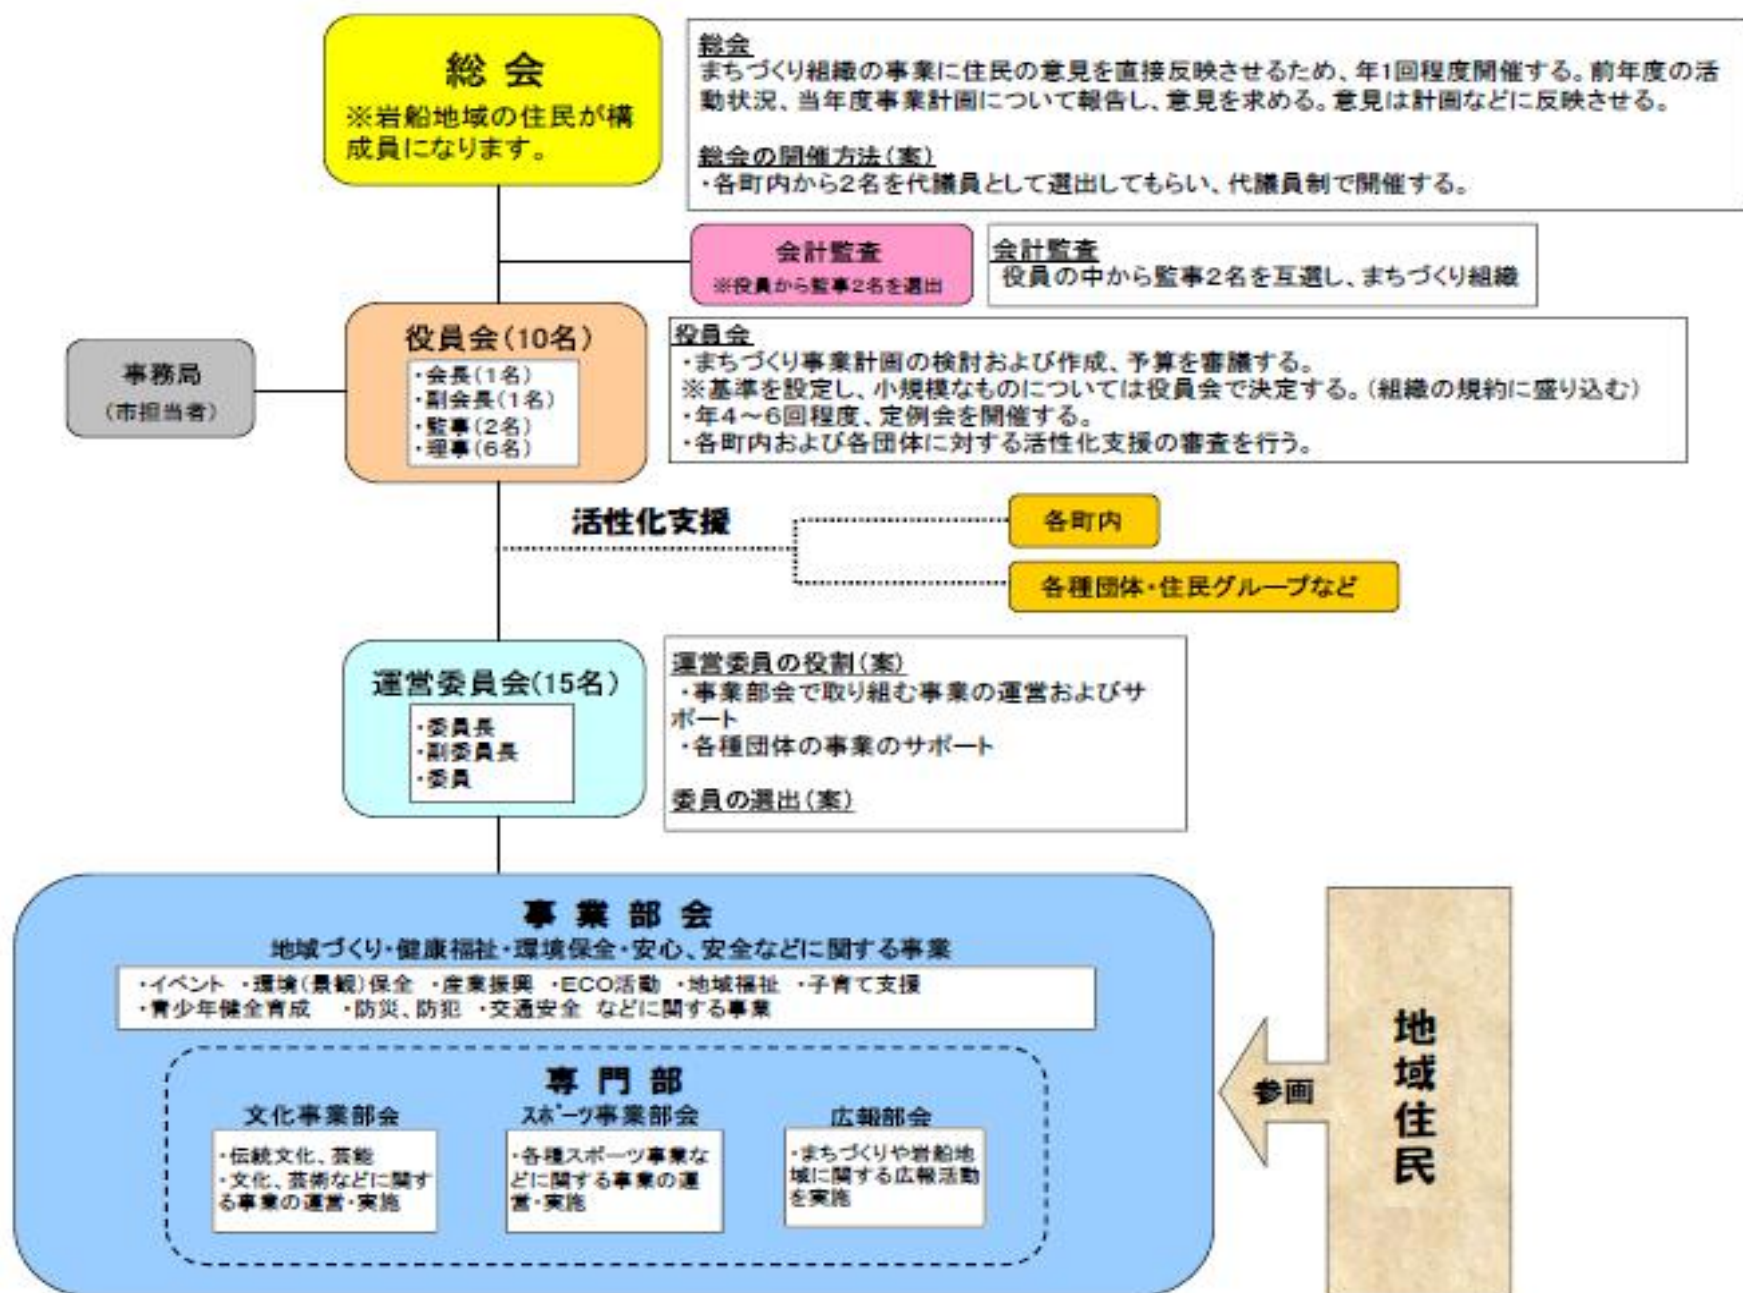 総会
※岩船地域の住民が構
成員になります。
総会
まちづくり組織の事業に住民の意見を直接反映させるため、年1回程度開催する。前年度の活
動状況、当年度事業計画について報告し、意見を求める。意見は計画などに反映させる。
総会の開催方法(案)
・各町内から2名を代議員として選出してもらい、代議員制で開催する。
会計監査
※役員から監事2名を選出
会計監査
役員の中から監事2名を互選し、まちづくり組織
事務局
(市担当者)
役員会(10名)
・会長(1名)
・副会長(1名)
・監事(2名)
・理事(6名)
役員会
・まちづくり事業計画の検討および作成、予算を審議する。
※基準を設定し、小規模なものについては役員会で決定する。(組織の規約に盛り込む)
・年4～6回程度、定例会を開催する。
・各町内および各団体に対する活性化支援の審査を行う。
活性化支援
各町内
各種団体・住民グループなど
運営委員会(15名)
・委員長
・副委員長
・委員
運営委員の役割(案)
・事業部会で取り組む事業の運営およびサ
ポート
・各種団体の事業のサポート
委員の選出(案)
事業部会
地域づくり・健康福祉・環境保全・安心、安全などに関する事業
・イベント ・環境(景観)保全 ・産業振興 ・ECO活動 ・地域福祉 ・子育て支援
・青少年健全育成 ・防災、防犯 ・交通安全 などに関する事業
専門部
文化事業部会
・伝統文化、芸能
・文化、芸術などに関す
る事業の運営・実施
スポーツ事業部会
・各種スポーツ事業な
どに関する事業の運
営・実施
広報部会
・まちづくりや岩船地
域に関する広報活動
を実施
参画
地域住民